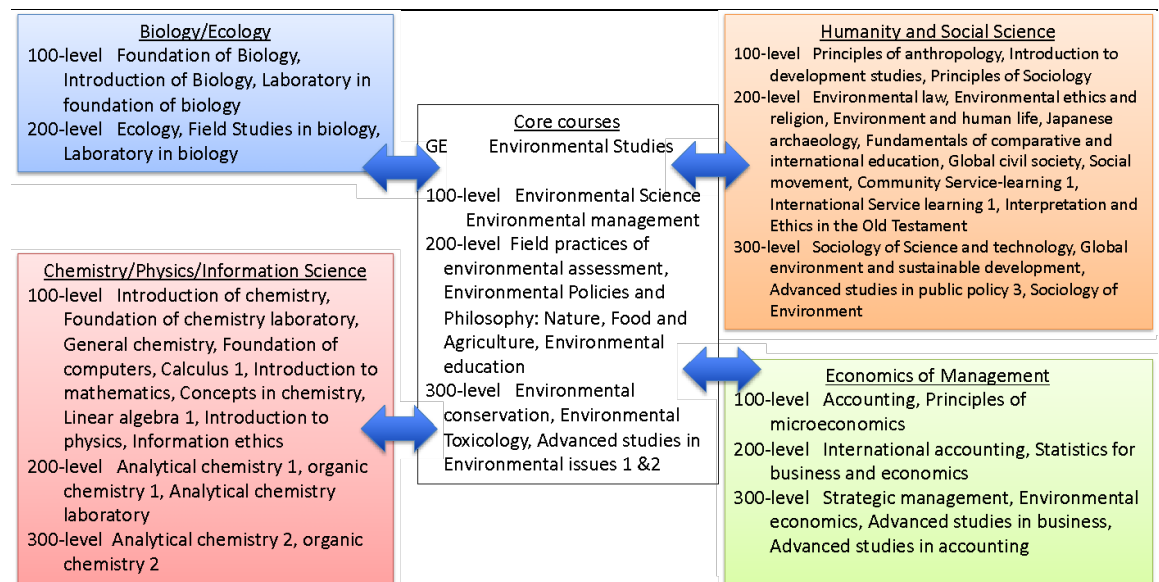 Biology/Ecology
100-level Foundation of Biology,
Introduction of Biology, Laboratory in
foundation of biology
200-level Ecology, Field Studies in biology,
Laboratory in biology
Chemistry/Physics/Information Science
100-level Introduction of chemistry,
Foundation of chemistry laboratory,
General chemistry, Foundation of
computers, Calculus 1, Introduction to
mathematics, Concepts in chemistry,
Linear algebra 1, Introduction to
physics, Information ethics
200-level Analytical chemistry 1, organic
chemistry 1, Analytical chemistry
laboratory
300-level Analytical chemistry 2, organic
chemistry 2
Core courses
GE Environmental Studies
100-level Environmental Science
Environmental management
200-level Field practices of
environmental assessment,
Environmental Policies and
Philosophy: Nature, Food and
Agriculture, Environmental
education
300-level Environmental
conservation, Environmental
Toxicology, Advanced studies in
Environmental issues 1 &2
Humanity and Social Science
100-level Principles of anthropology, Introduction to
development studies, Principles of Sociology
200-level Environmental law, Environmental ethics and
religion, Environment and human life, Japanese
archaeology, Fundamentals of comparative and
international education, Global civil society, Social
movement, Community Service-learning 1,
International Service learning 1, Interpretation and
Ethics in the Old Testament
300-level Sociology of Science and technology, Global
environment and sustainable development,
Advanced studies in public policy 3, Sociology of
Environment
Economics of Management
100-level Accounting, Principles of
microeconomics
200-level International accounting, Statistics for
business and economics
300-level Strategic management, Environmental
economics, Advanced studies in business,
Advanced studies in accounting